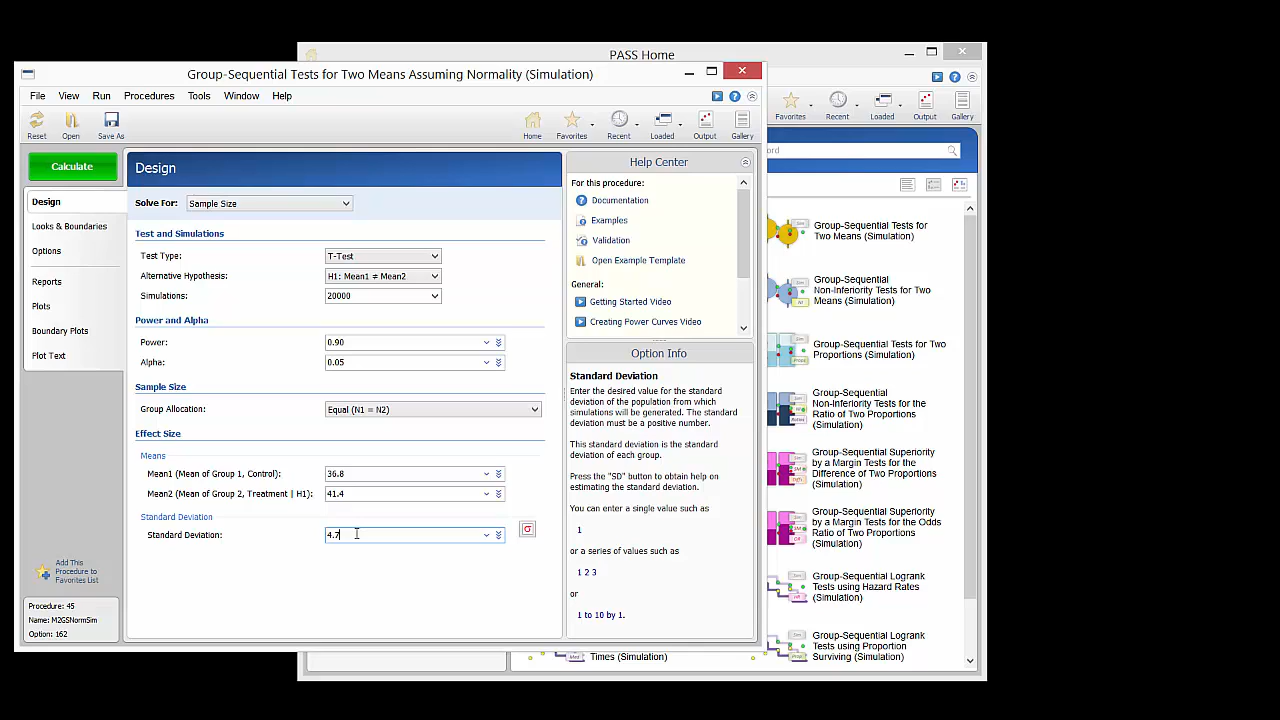 PASS Home
Group-Sequential Tests for Two Means Assuming Normality (Simulation)
File View Run Procedures Tools Window Help
Reset Open Save As Home Favorites Recent Loaded Output Gallery
Favorites Recent Loaded Output Gallery
Calculate
Design
Looks & Boundaries
Options
Reports
Plots
Boundary Plots
Plot Text
Add This
Procedure to
Favorites List
Procedure: 45
Name: M2GSNormSim
Option: 162
Design
Solve For: Sample Size
Test and Simulations
Test Type: T-Test
Alternative Hypothesis: H1: Mean1 ≠ Mean2
Simulations: 20000
Power and Alpha
Power: 0.90
Alpha: 0.05
Sample Size
Group Allocation: Equal (N1 = N2)
Effect Size
Means
Mean1 (Mean of Group 1, Control): 36.8
Mean2 (Mean of Group 2, Treatment | H1): 41.4
Standard Deviation
Standard Deviation: 4.7
σ
Help Center
For this procedure:
Documentation
Examples
Validation
Open Example Template
General:
Getting Started Video
Creating Power Curves Video
Option Info
Standard Deviation
Enter the desired value for the standard
deviation of the population from which
simulations will be generated. The standard
deviation must be a positive number.
This standard deviation is the standard
deviation of each group.
Press the "SD" button to obtain help on
estimating the standard deviation.
You can enter a single value such as
1
or a series of values such as
1 2 3
or
1 to 10 by 1.
ord
Group-Sequential Tests for
Two Means (Simulation)
Group-Sequential
Non-Inferiority Tests for Two
Means (Simulation)
Group-Sequential Tests for Two
Proportions (Simulation)
Group-Sequential
Non-Inferiority Tests for the
Ratio of Two Proportions
(Simulation)
Group-Sequential Superiority
by a Margin Tests for the
Difference of Two Proportions
(Simulation)
Group-Sequential Superiority
by a Margin Tests for the Odds
Ratio of Two Proportions
(Simulation)
Group-Sequential Logrank
Tests using Hazard Rates
(Simulation)
Group-Sequential Logrank
Tests using Proportion
Surviving (Simulation)
Times (Simulation)